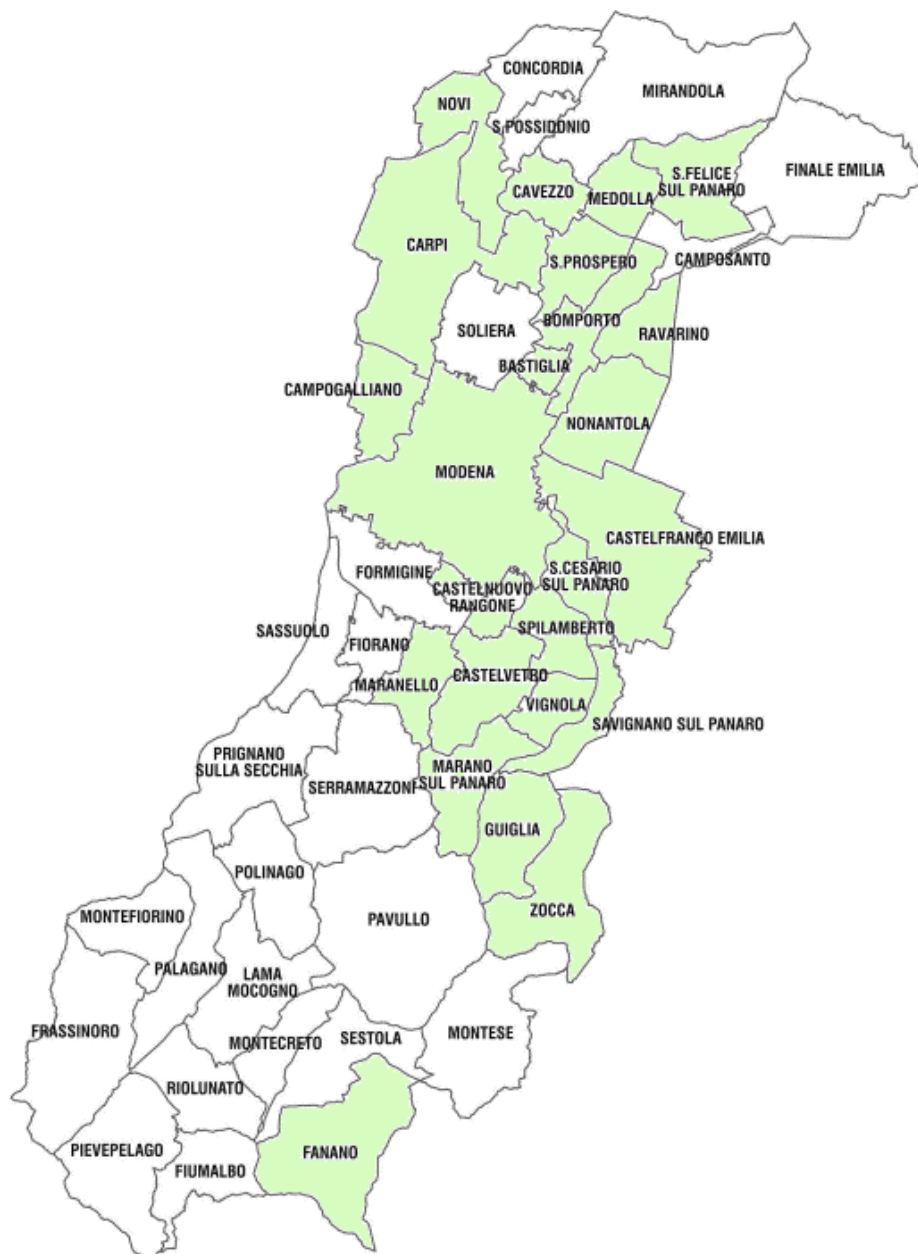 CONCORDIA
MIRANDOLA
NOVI
S.POSSIDONIO
FINALE EMILIA
S.FELICE
SUL PANARO
CAVEZZO
MEDOLLA
CARPI
S.PROSPERO
CAMPOSANTO
BOMPORTO
SOLIERA
RAVARINO
BASTIGLIA
CAMPOGALLIANO
NONANTOLA
MODENA
CASTELFRANCO EMILIA
FORMIGINE
S.CESARIO
SUL PANARO
CASTELNUOVO
RANGONE
SPILAMBERTO
SASSUOLO
FIORANO
MARANELLO
CASTELVETRO
VIGNOLA
SAVIGNANO SUL PANARO
PRIGNANO
SULLA SECCHIA
MARANO
SUL PANARO
SERRAMAZZONI
GUIGLIA
POLINAGO
ZOCCA
MONTEFIORINO
PAVULLO
PALAGANO
LAMA
MOCOGNO
FRASSINORO
MONTECRETO
SESTOLA
MONTESE
RIOLUNATO
PIEVEPELAGO
FANANO
FIUMALBO